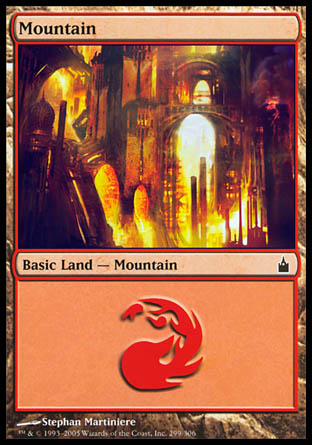 Mountain
Basic Land — Mountain
Stephan Martiniere
™ & © 1993-2005 Wizards of the Coast, Inc. 299/306